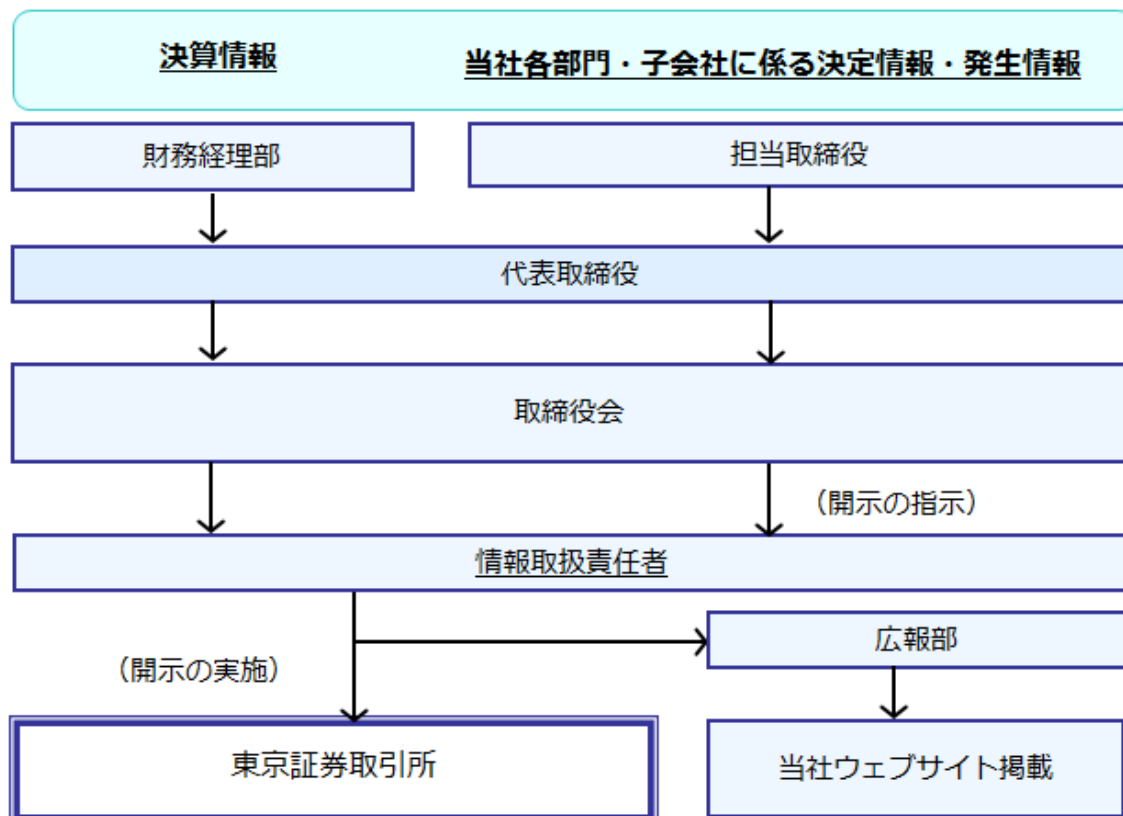 決算情報
当社各部門・子会社に係る決定情報・発生情報
財務経理部
担当取締役
代表取締役
取締役会
（開示の指示）
情報取扱責任者
広報部
（開示の実施）
東京証券取引所
当社ウェブサイト掲載